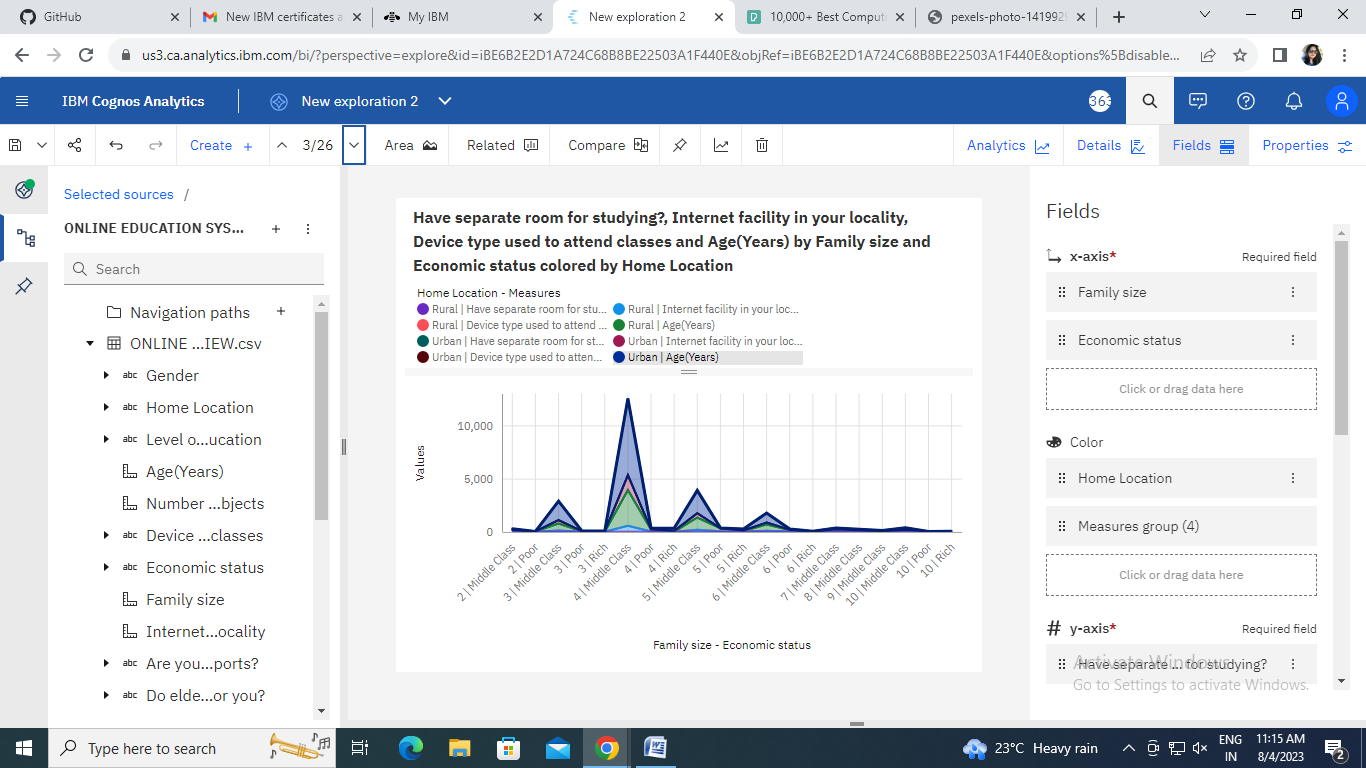 GitHub
New IBM certificates a
My IBM
New exploration 2
10,000+ Best Comput
pexels-photo-1419925
us3.ca.analytics.ibm.com/bi/?perspective=explore&id=iBE6B2E2D1A724C68B8BE22503A1F440E&objRef=iBE6B2E2D1A724C68B8BE22503A1F440E&options%5Bdisable...
IBM Cognos Analytics
New exploration 2
363
Create +
3/26
Area
Related
Compare
Analytics
Details
Fields
Properties
Selected sources /
ONLINE EDUCATION SYS...
Search
Navigation paths
ONLINE ...IEW.csv
abc Gender
abc Home Location
abc Level o...ucation
Age(Years)
Number ...bjects
abc Device ...classes
abc Economic status
Family size
Internet...ocality
abc Are you...ports?
abc Do elde...or you?
Have separate room for studying?, Internet facility in your locality,
Device type used to attend classes and Age(Years) by Family size and
Economic status colored by Home Location
Home Location - Measures
Rural | Have separate room for stu...
Rural | Internet facility in your loc...
Rural | Device type used to attend ...
Rural | Age(Years)
Urban | Have separate room for st...
Urban | Internet facility in your loc...
Urban | Device type used to atten...
Urban | Age(Years)
Values
10,000
5,000
0
2 | Middle Class
2 | Poor
3 | Middle Class
3 | Poor
3 | Rich
4 | Middle Class
4 | Poor
4 | Rich
5 | Middle Class
5 | Poor
5 | Rich
6 | Middle Class
6 | Poor
6 | Rich
7 | Middle Class
8 | Middle Class
9 | Middle Class
10 | Middle Class
10 | Poor
10 | Rich
Family size - Economic status
Fields
x-axis*
Required field
Family size
Economic status
Click or drag data here
Color
Home Location
Measures group (4)
Click or drag data here
# y-axis*
Required field
Have separate ... for studying?
Activate Windows
Go to Settings to activate Windows.
Type here to search
23°C Heavy rain
ENG
IN
11:15 AM
8/4/2023
2